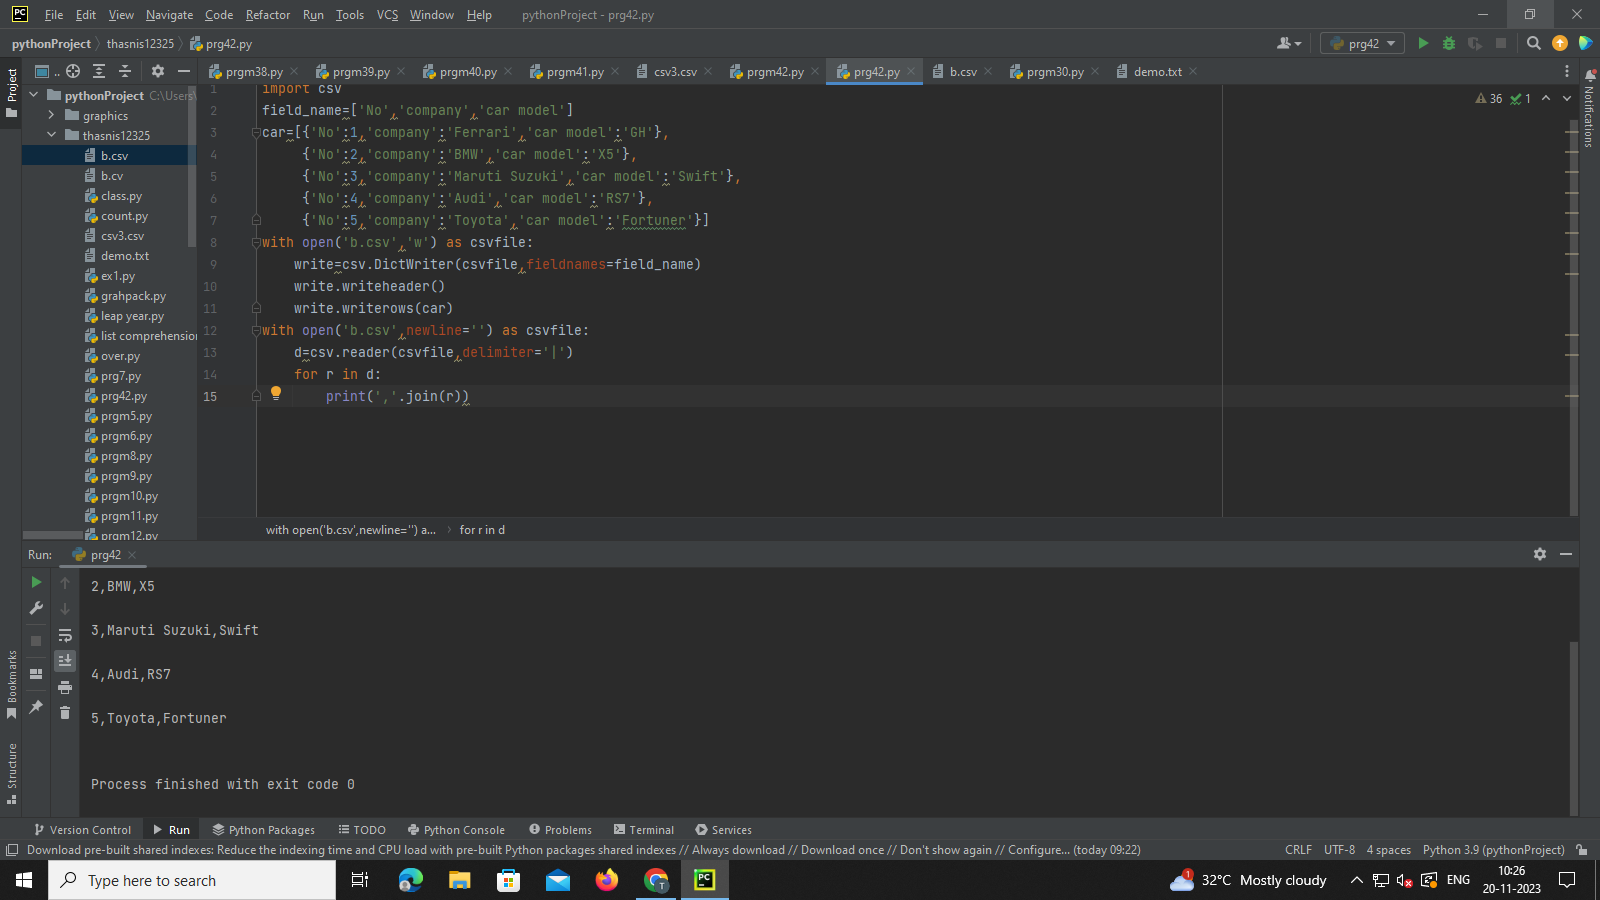 PC File Edit View Navigate Code Refactor Run Tools VCS Window Help pythonProject - prg42.py
pythonProject thasnis12325 prg42.py prg42
Project .. prgm38.py prgm39.py prgm40.py prgm41.py csv3.csv prgm42.py prg42.py b.csv prgm30.py demo.txt
Notifications
pythonProject C:\Users\
graphics
thasnis12325
b.csv
b.cv
class.py
count.py
csv3.csv
demo.txt
ex1.py
grahpack.py
leap year.py
list comprehension
over.py
prg7.py
prg42.py
prgm5.py
prgm6.py
prgm8.py
prgm9.py
prgm10.py
prgm11.py
prgm12.py
36 1
1 import csv
2 field_name=['No','company','car model']
3 car=[{'No':1,'company':'Ferrari','car model':'GH'},
4 {'No':2,'company':'BMW','car model':'X5'},
5 {'No':3,'company':'Maruti Suzuki','car model':'Swift'},
6 {'No':4,'company':'Audi','car model':'RS7'},
7 {'No':5,'company':'Toyota','car model':'Fortuner'}]
8 with open('b.csv','w') as csvfile:
9 write=csv.DictWriter(csvfile,fieldnames=field_name)
10 write.writeheader()
11 write.writerows(car)
12 with open('b.csv',newline='') as csvfile:
13 d=csv.reader(csvfile,delimiter='|')
14 for r in d:
15 print(','.join(r))
with open('b.csv',newline='') a... for r in d
Run: prg42
2,BMW,X5
3,Maruti Suzuki,Swift
4,Audi,RS7
5,Toyota,Fortuner
Process finished with exit code 0
Bookmarks
Structure
Version Control Run Python Packages TODO Python Console Problems Terminal Services
Download pre-built shared indexes: Reduce the indexing time and CPU load with pre-built Python packages shared indexes // Always download // Download once // Don't show again // Configure... (today 09:22) CRLF UTF-8 4 spaces Python 3.9 (pythonProject)
Type here to search T PC 1 32°C Mostly cloudy ENG 10:26
20-11-2023